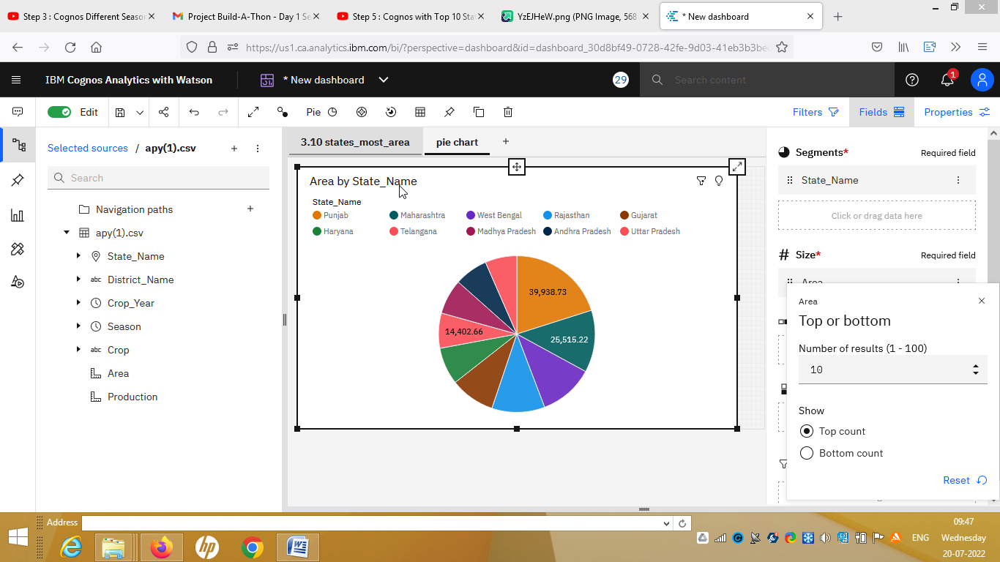 Step 3 : Cognos Different Season
Project Build-A-Thon - Day 1 Se
Step 5 : Cognos with Top 10 Sta
YzEJHeW.png (PNG Image, 568
* New dashboard
https://us1.ca.analytics.ibm.com/bi/?perspective=dashboard&id=dashboard_30d8bf49-0728-42fe-9d03-41eb3b3bec
IBM Cognos Analytics with Watson
* New dashboard
29
Search content
1
Edit
Pie
Filters
Fields
Properties
Selected sources / apy(1).csv
Search
Navigation paths
apy(1).csv
State_Name
abc District_Name
Crop_Year
Season
abc Crop
Area
Production
3.10 states_most_area
pie chart
Area by State_Name
State_Name
Punjab Maharashtra West Bengal Rajasthan Gujarat
Haryana Telangana Madhya Pradesh Andhra Pradesh Uttar Pradesh
39,938.73
14,402.66
25,515.22
Segments*
Required field
State_Name
Click or drag data here
# Size*
Required field
Area
Area
Top or bottom
Number of results (1 - 100)
10
Show
Top count
Bottom count
Reset
Address
ENG
09:47
Wednesday
20-07-2022